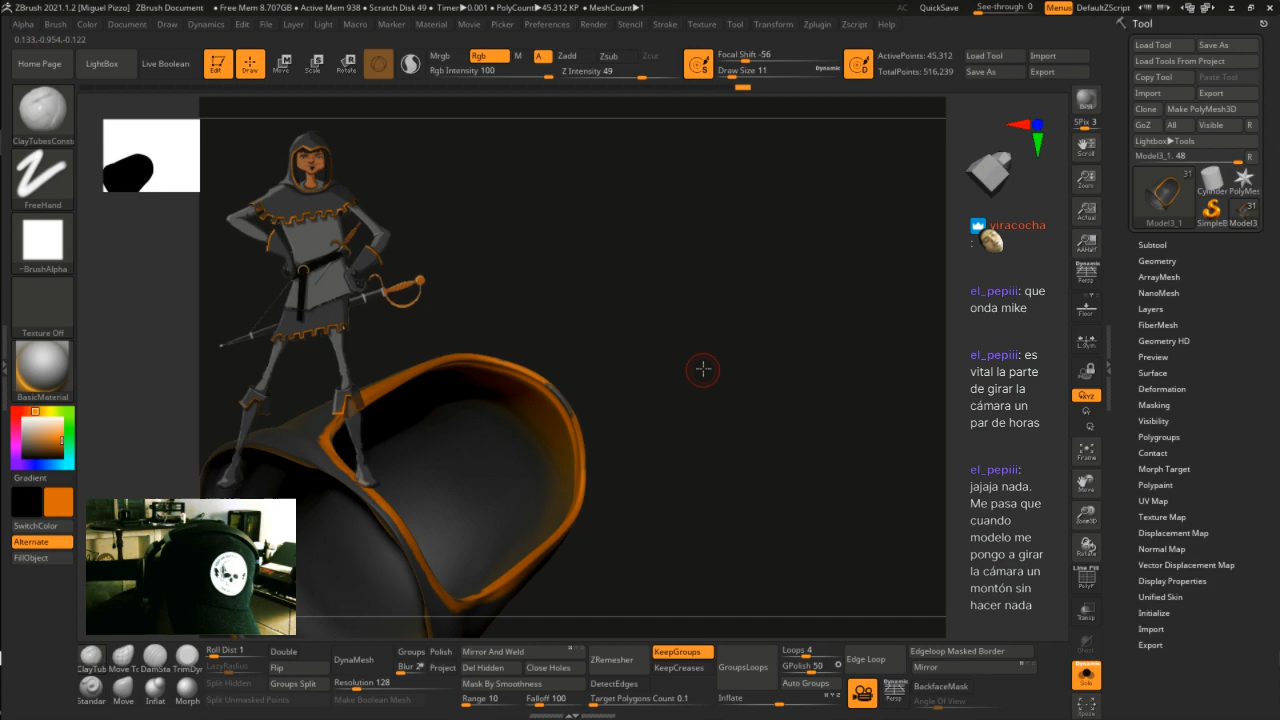 ZBrush 2021.1.2 [Miguel Pizzo]
ZBrush Document
• Free Mem 8.707GB • Active Mem 938 • Scratch Disk 49 • Timer▶0.001 • PolyCount▶45.312 KP • MeshCount▶1
AC
QuickSave
See-through 0
Menus
DefaultZScript
Alpha
Brush
Color
Document
Draw
Dynamics
Edit
File
Layer
Light
Macro
Marker
Material
Movie
Picker
Preferences
Render
Stencil
Stroke
Texture
Tool
Transform
Zplugin
Zscript
Help
0.133,-0.954,-0.122
Home Page
LightBox
Live Boolean
Edit
Draw
Move
Scale
Rotate
Mrgb
Rgb
M
Rgb Intensity 100
A
Zadd
Zsub
Zcut
Z Intensity 49
S
Focal Shift -56
Draw Size 11
Dynamic
D
ActivePoints: 45,312
TotalPoints: 516,239
Load Tool
Import
Save As
Export
ClayTubesConst
FreeHand
~BrushAlpha
Texture Off
BasicMaterial
Gradient
SwitchColor
Alternate
FillObject
viracocha
:
el_pepiii: que
onda mike
el_pepiii: es
vital la parte
de girar la
cámara un
par de horas
el_pepiii:
jajaja nada.
Me pasa que
cuando
modelo me
pongo a girar
la cámara un
montón sin
hacer nada
BPR
SPix 3
Scroll
Zoom
Actual
AAHalf
Dynamic
Persp
Floor
L.Sym
XYZ
Frame
Move
Zoom3D
Rotate
Line Fill
PolyF
Transp
Dynamic
Solo
Xpose
Tool
Load Tool
Save As
Load Tools From Project
Copy Tool
Paste Tool
Import
Export
Clone
Make PolyMesh3D
GoZ
All
Visible
R
Lightbox▶Tools
Model3_1. 48
R
31
Model3_1
Cylinder
PolyMes
SimpleB
31
Model3
Subtool
Geometry
ArrayMesh
NanoMesh
Layers
FiberMesh
Geometry HD
Preview
Surface
Deformation
Masking
Visibility
Polygroups
Contact
Morph Target
Polypaint
UV Map
Texture Map
Displacement Map
Normal Map
Vector Displacement Map
Display Properties
Unified Skin
Initialize
Import
Export
ClayTub
Move To
DamSta
TrimDyr
Standar
Move
Inflat
Morph
Roll Dist 1
LazyRadius
Split Hidden
Split Unmasked Points
Double
Flip
Groups Split
DynaMesh
Groups
Polish
Blur 2
Project
Resolution 128
Make Boolean Mesh
Mirror And Weld
Del Hidden
Close Holes
Mask By Smoothness
Range 10
Falloff 100
ZRemesher
DetectEdges
Target Polygons Count 0.1
KeepGroups
KeepCreases
GroupsLoops
Inflate
Loops 4
GPolish 50
Auto Groups
Edge Loop
Persp
Edgeloop Masked Border
Mirror
BackfaceMask
Angle Of View